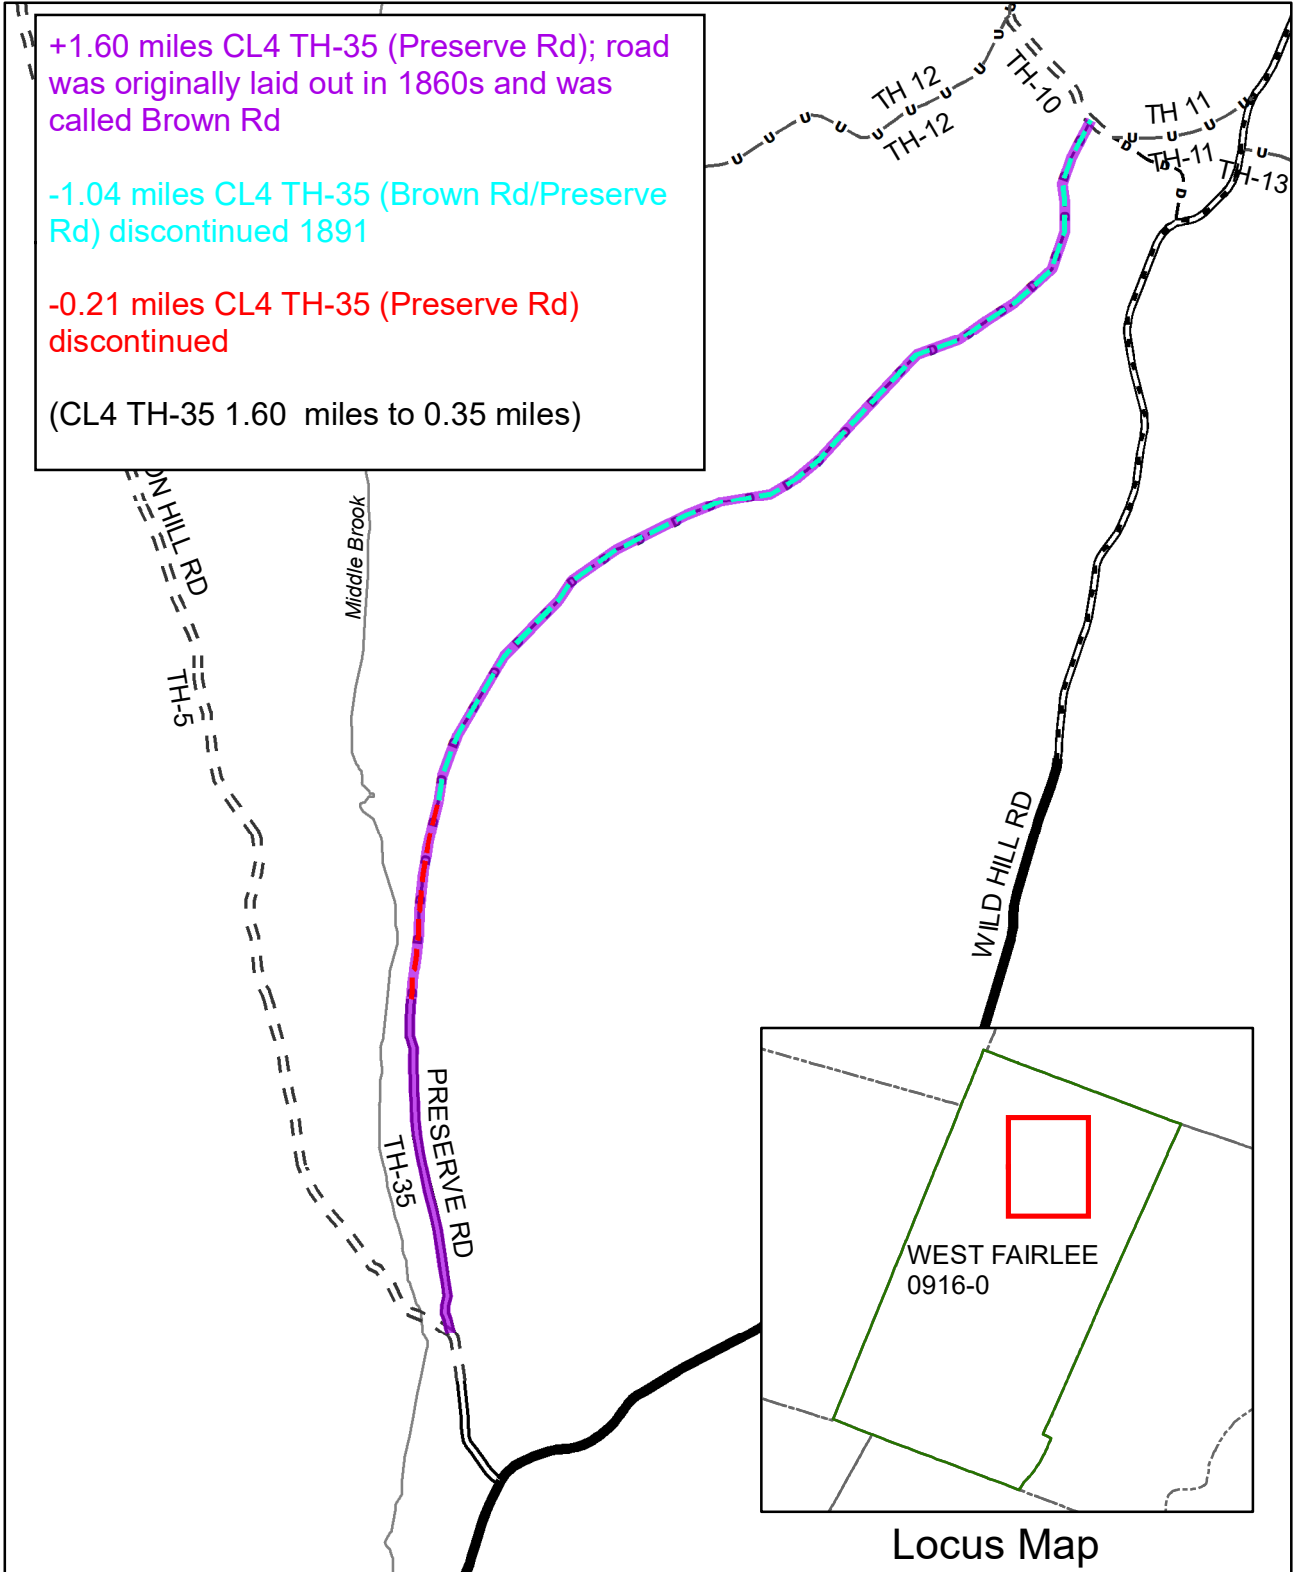 +1.60 miles CL4 TH-35 (Preserve Rd); road
was originally laid out in 1860s and was
called Brown Rd
-1.04 miles CL4 TH-35 (Brown Rd/Preserve
Rd) discontinued 1891
-0.21 miles CL4 TH-35 (Preserve Rd)
discontinued
(CL4 TH-35 1.60  miles to 0.35 miles)
TH 12
TH-12
TH-10
TH 11
TH-11
TH-13
U
U
U
U
U
U
U
U
U
U
U
U
U
U
D
D
D
HILL RD
TH-5
Middle Brook
WILD HILL RD
PRESERVE RD
TH-35
WEST FAIRLEE
0916-0
Locus Map